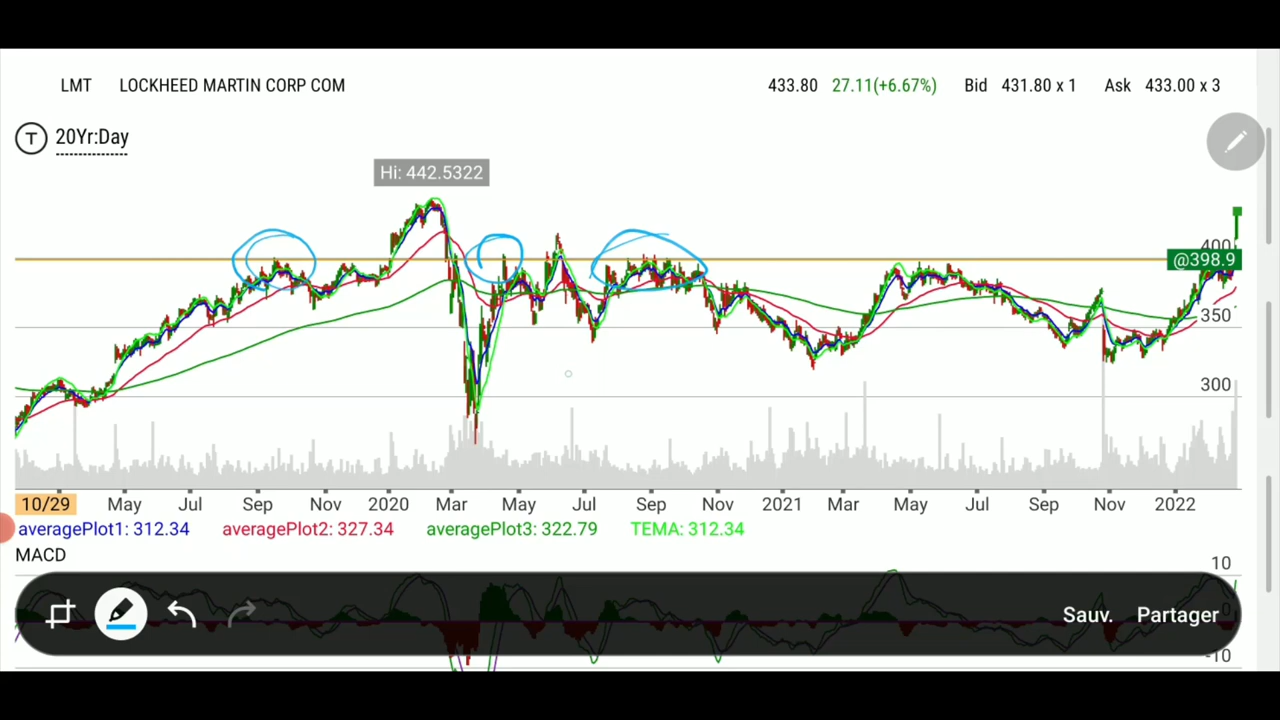 LMT LOCKHEED MARTIN CORP COM 433.80 27.11(+6.67%) Bid 431.80 x 1 Ask 433.00 x 3
T 20Yr:Day
Hi: 442.5322
400
@398.9
350
300
10/29 May Jul Sep Nov 2020 Mar May Jul Sep Nov 2021 Mar May Jul Sep Nov 2022
averagePlot1: 312.34 averagePlot2: 327.34 averagePlot3: 322.79 TEMA: 312.34
MACD
10
0
Sauv. Partager
-10